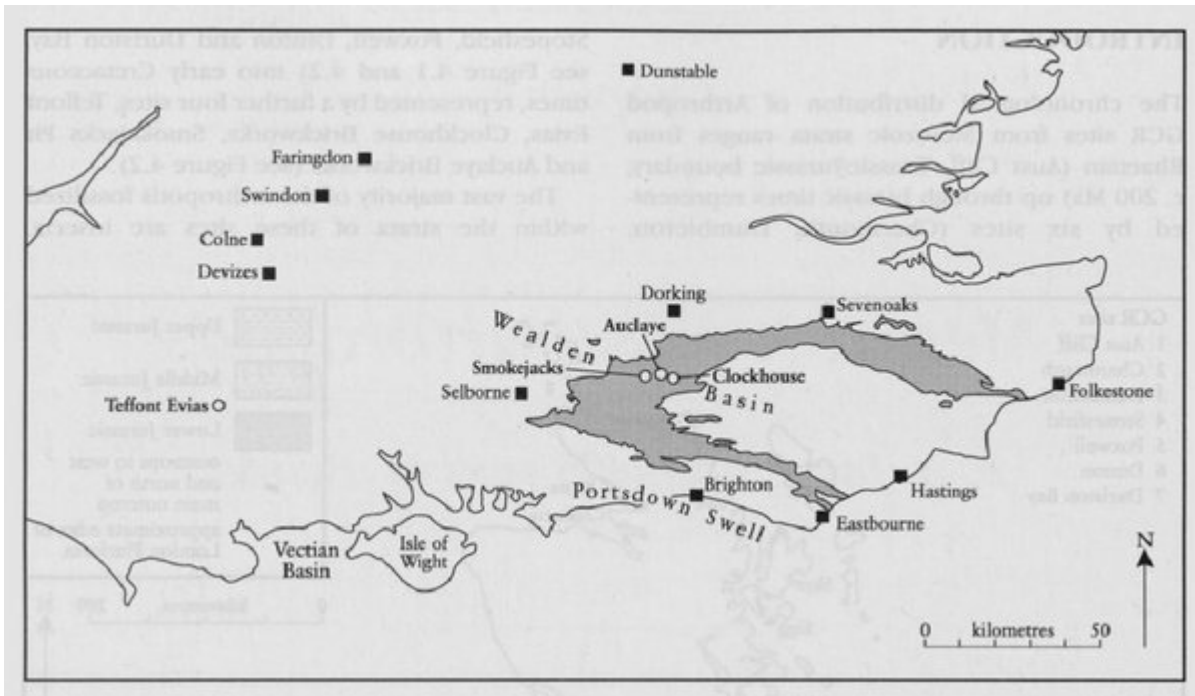 Dunstable
Faringdon
Swindon
Colne
Devizes
Dorking
Sevenoaks
Auclaye
Wealden
Smokejacks
Clockhouse
Basin
Selborne
Folkestone
Teffont Evias
Hastings
Brighton
Portsdown Swell
Eastbourne
Isle of
Wight
Vectian
Basin
N
0 kilometres 50